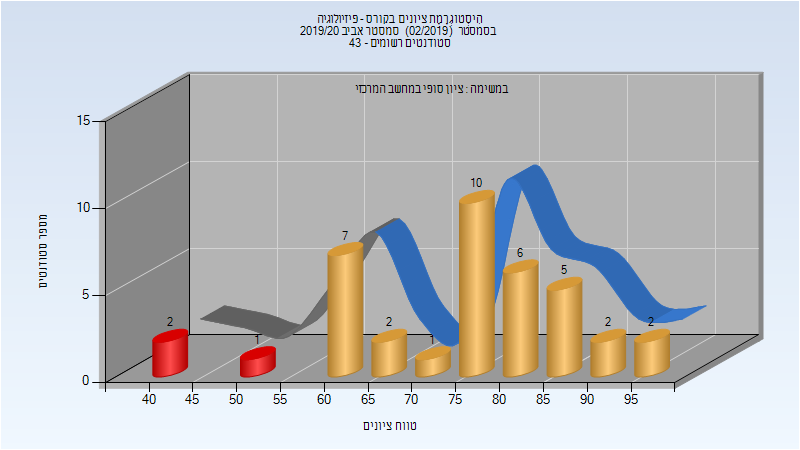 היסטוגרמת ציונים בקורס - פיזיולוגיה
בסמסטר (02/2019) סמסטר אביב 2019/20
סטודנטים רשומים - 43
במשימה : ציון סופי במחשב המרכזי
מספר סטודנטים
15
10
5
0
2
1
7
2
1
10
6
5
2
2
40 45 50 55 60 65 70 75 80 85 90 95
טווח ציונים